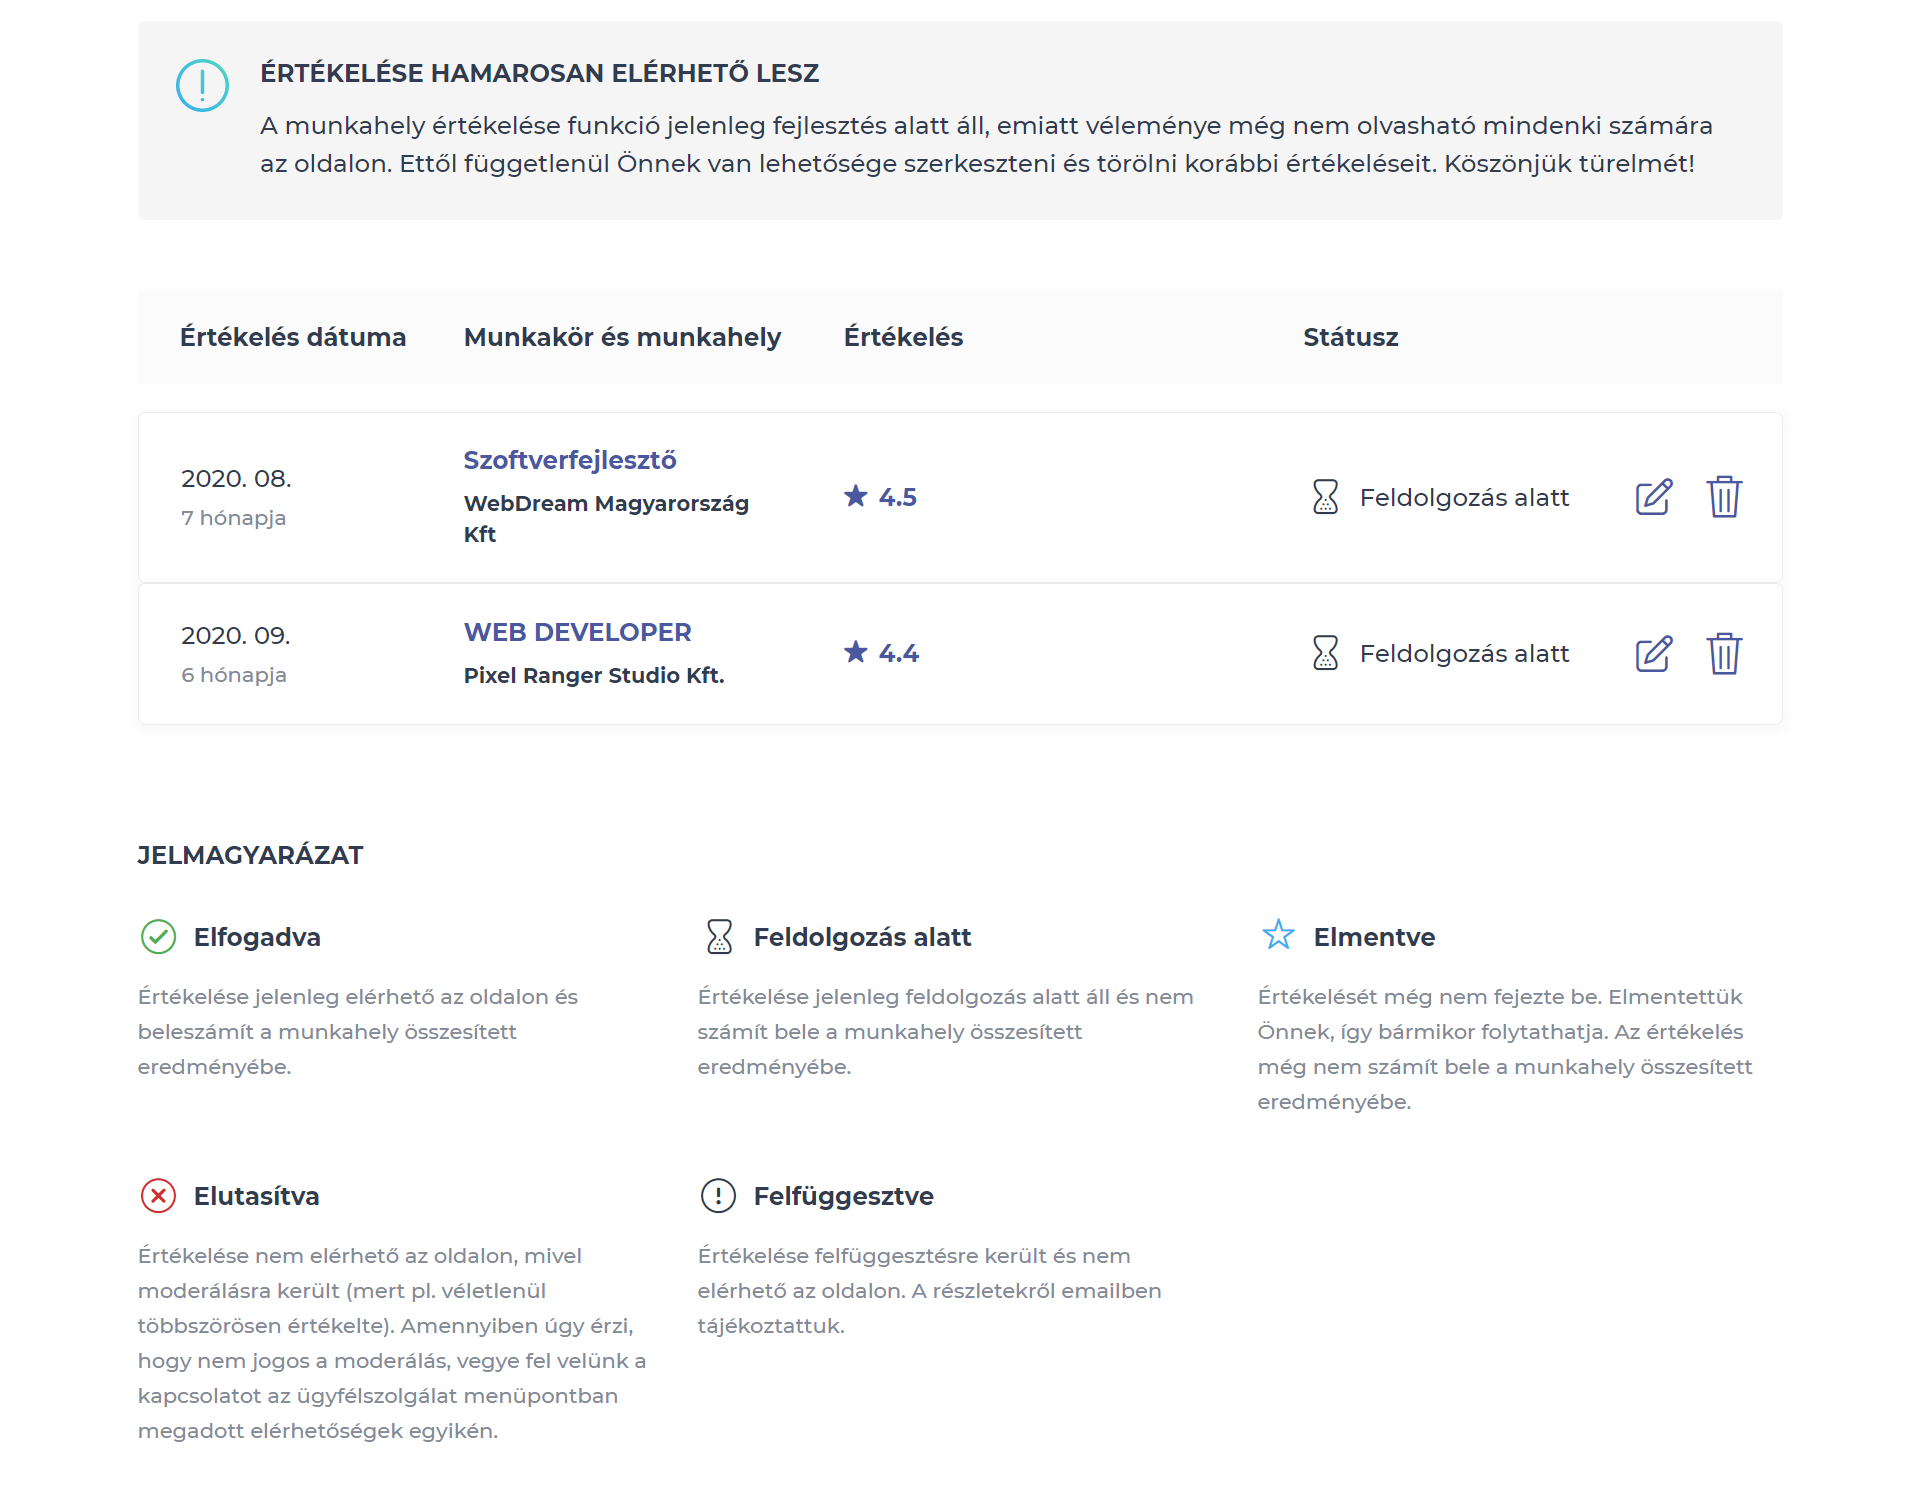 ÉRTÉKELÉSE HAMAROSAN ELÉRHETŐ LESZ
A munkahely értékelése funkció jelenleg fejlesztés alatt áll, emiatt véleménye még nem olvasható mindenki számára
az oldalon. Ettől függetlenül Önnek van lehetősége szerkeszteni és törölni korábbi értékeléseit. Köszönjük türelmét!
Értékelés dátuma Munkakör és munkahely Értékelés Státusz
2020. 08.
7 hónapja
Szoftverfejlesztő
WebDream Magyarország
Kft
4.5
Feldolgozás alatt
2020. 09.
6 hónapja
WEB DEVELOPER
Pixel Ranger Studio Kft.
4.4
Feldolgozás alatt
JELMAGYARÁZAT
Elfogadva
Értékelése jelenleg elérhető az oldalon és
beleszámít a munkahely összesített
eredményébe.
Feldolgozás alatt
Értékelése jelenleg feldolgozás alatt áll és nem
számít bele a munkahely összesített
eredményébe.
Elmentve
Értékelését még nem fejezte be. Elmentettük
Önnek, így bármikor folytathatja. Az értékelés
még nem számít bele a munkahely összesített
eredményébe.
Elutasítva
Értékelése nem elérhető az oldalon, mivel
moderálásra került (mert pl. véletlenül
többszörösen értékelte). Amennyiben úgy érzi,
hogy nem jogos a moderálás, vegye fel velünk a
kapcsolatot az ügyfélszolgálat menüpontban
megadott elérhetőségek egyikén.
Felfüggesztve
Értékelése felfüggesztésre került és nem
elérhető az oldalon. A részletekről emailben
tájékoztattuk.